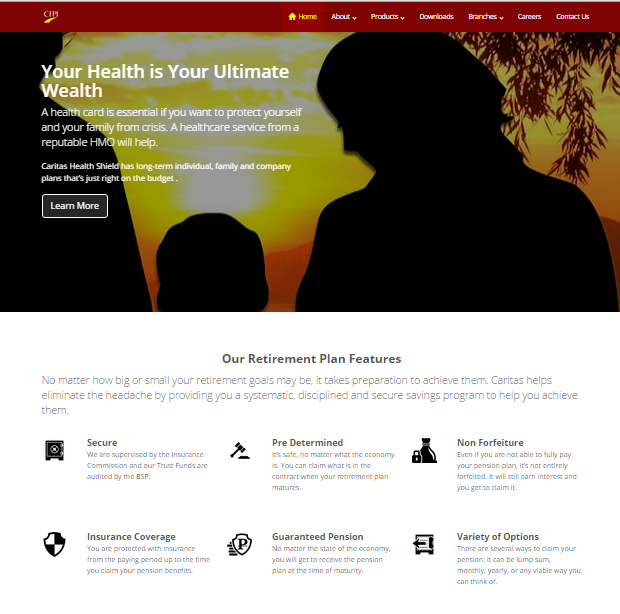 CFPI
Home About Products Downloads Branches Careers Contact Us
Your Health is Your Ultimate
Wealth
A health card is essential if you want to protect yourself
and your family from crisis. A healthcare service from a
reputable HMO will help.
Caritas Health Shield has long-term individual, family and company
plans that's just right on the budget .
Learn More
Our Retirement Plan Features
No matter how big or small your retirement goals may be, it takes preparation to achieve them. Caritas helps
eliminate the headache by providing you a systematic, disciplined and secure savings program to help you achieve
them.
Secure
We are supervised by the Insurance
Commission and our Trust Funds are
audited by the BSP.
Pre Determined
It's safe, no matter what the economy
is. You can claim what is in the
contract when your retirement plan
matures.
Non Forfeiture
Even if you are not able to fully pay
your pension plan, it's not entirely
forfeited. It will still earn interest and
you get to claim it.
Insurance Coverage
You are protected with insurance
from the paying period up to the time
you claim your pension benefits.
P
Guaranteed Pension
No matter the state of the economy,
you will get to receive the pension
plan at the time of maturity.
Variety of Options
There are several ways to claim your
pension: it can be lump sum,
monthly, yearly, or any viable way you
can think of.